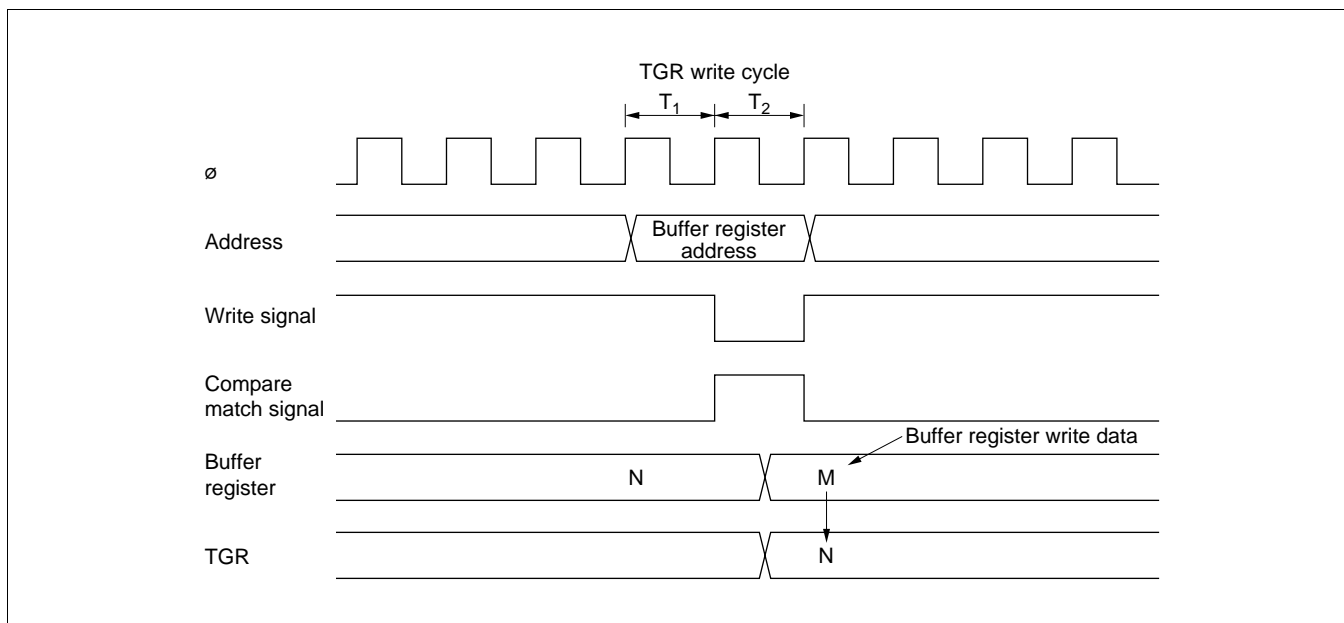 TGR write cycle
T1 T2
ø
Address
Buffer register
address
Write signal
Compare
match signal
Buffer register write data
Buffer
register
N
M
TGR
N